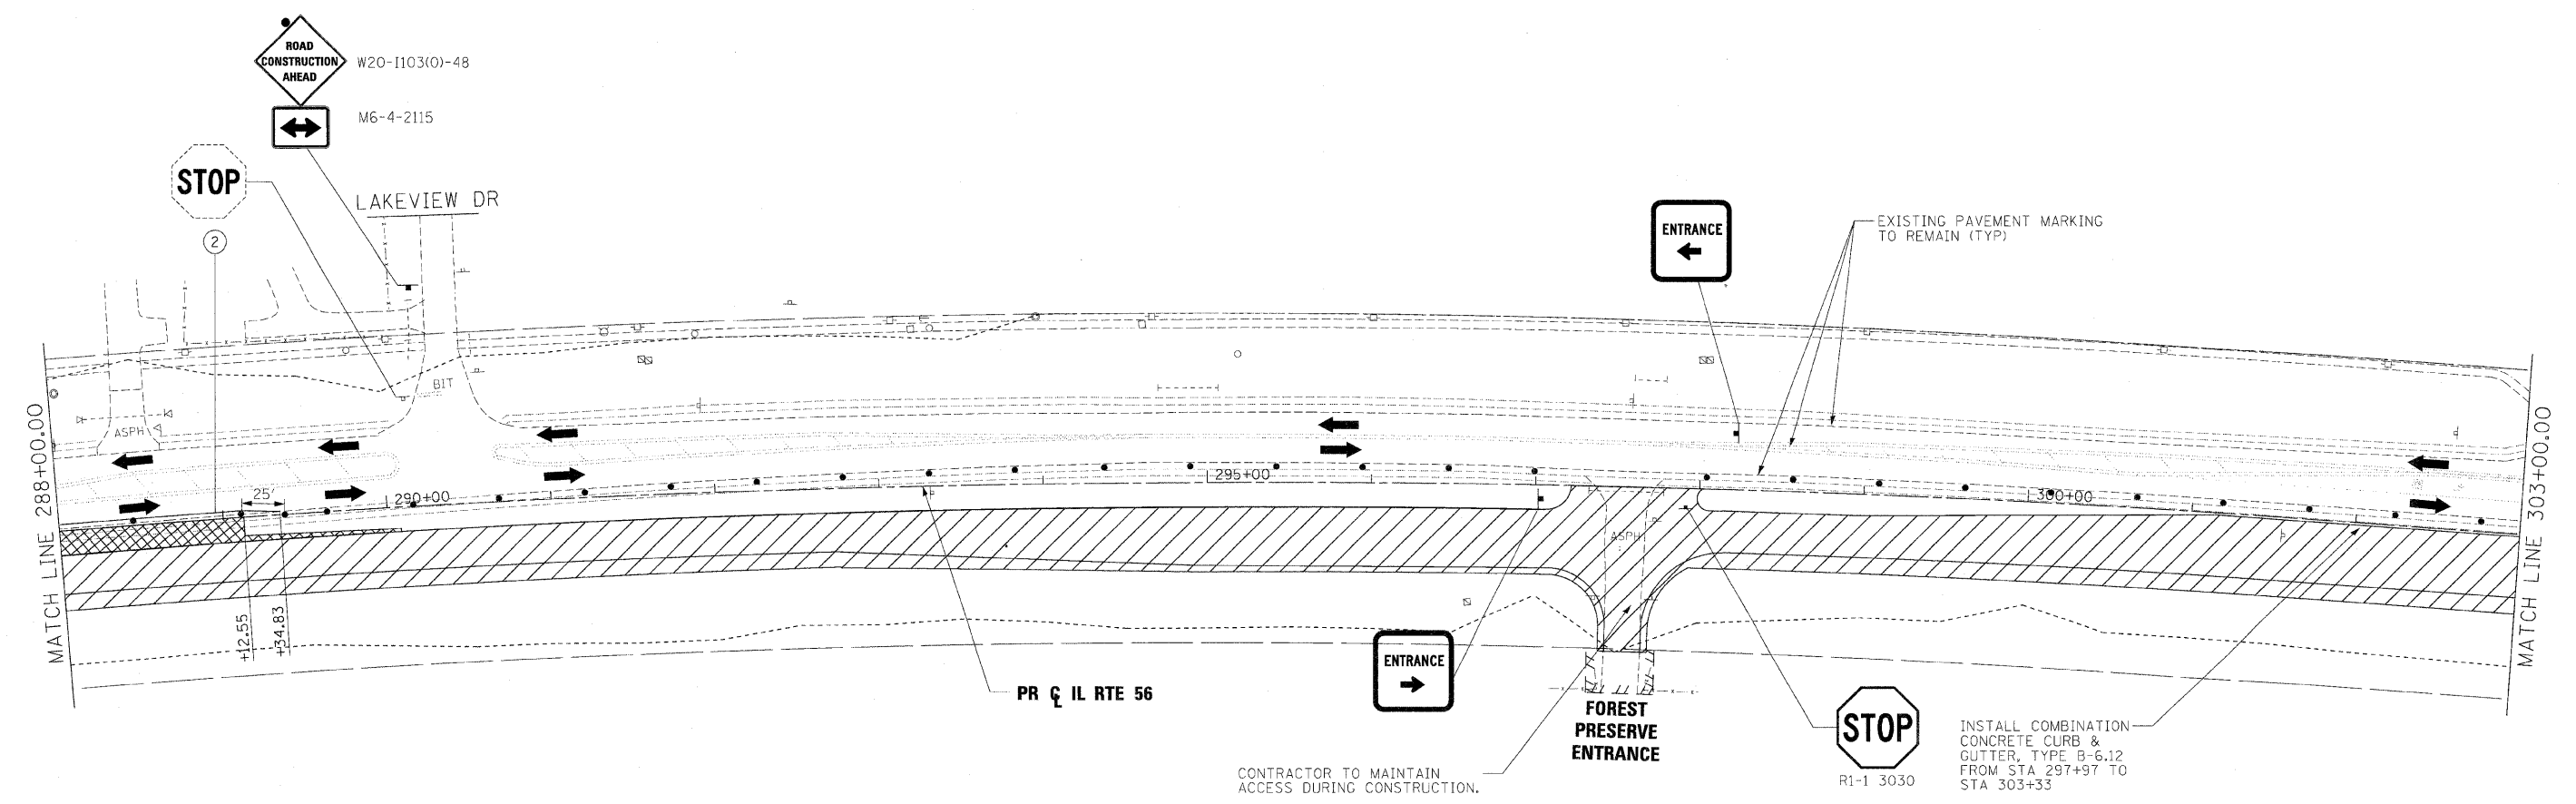 ROAD
CONSTRUCTION
AHEAD
W20-I103(O)-48
M6-4-2115
STOP
LAKEVIEW DR
2
BIT
ASPH
ENTRANCE
EXISTING PAVEMENT MARKING
TO REMAIN (TYP)
MATCH LINE 288+00.00
25'
290+00
295+00
300+00
MATCH LINE 303+00.00
+12.55
+34.83
ASPH
PR ℄ IL RTE 56
ENTRANCE
FOREST
PRESERVE
ENTRANCE
CONTRACTOR TO MAINTAIN
ACCESS DURING CONSTRUCTION.
STOP
R1-1 3030
INSTALL COMBINATION
CONCRETE CURB &
GUTTER, TYPE B-6.12
FROM STA 297+97 TO
STA 303+33